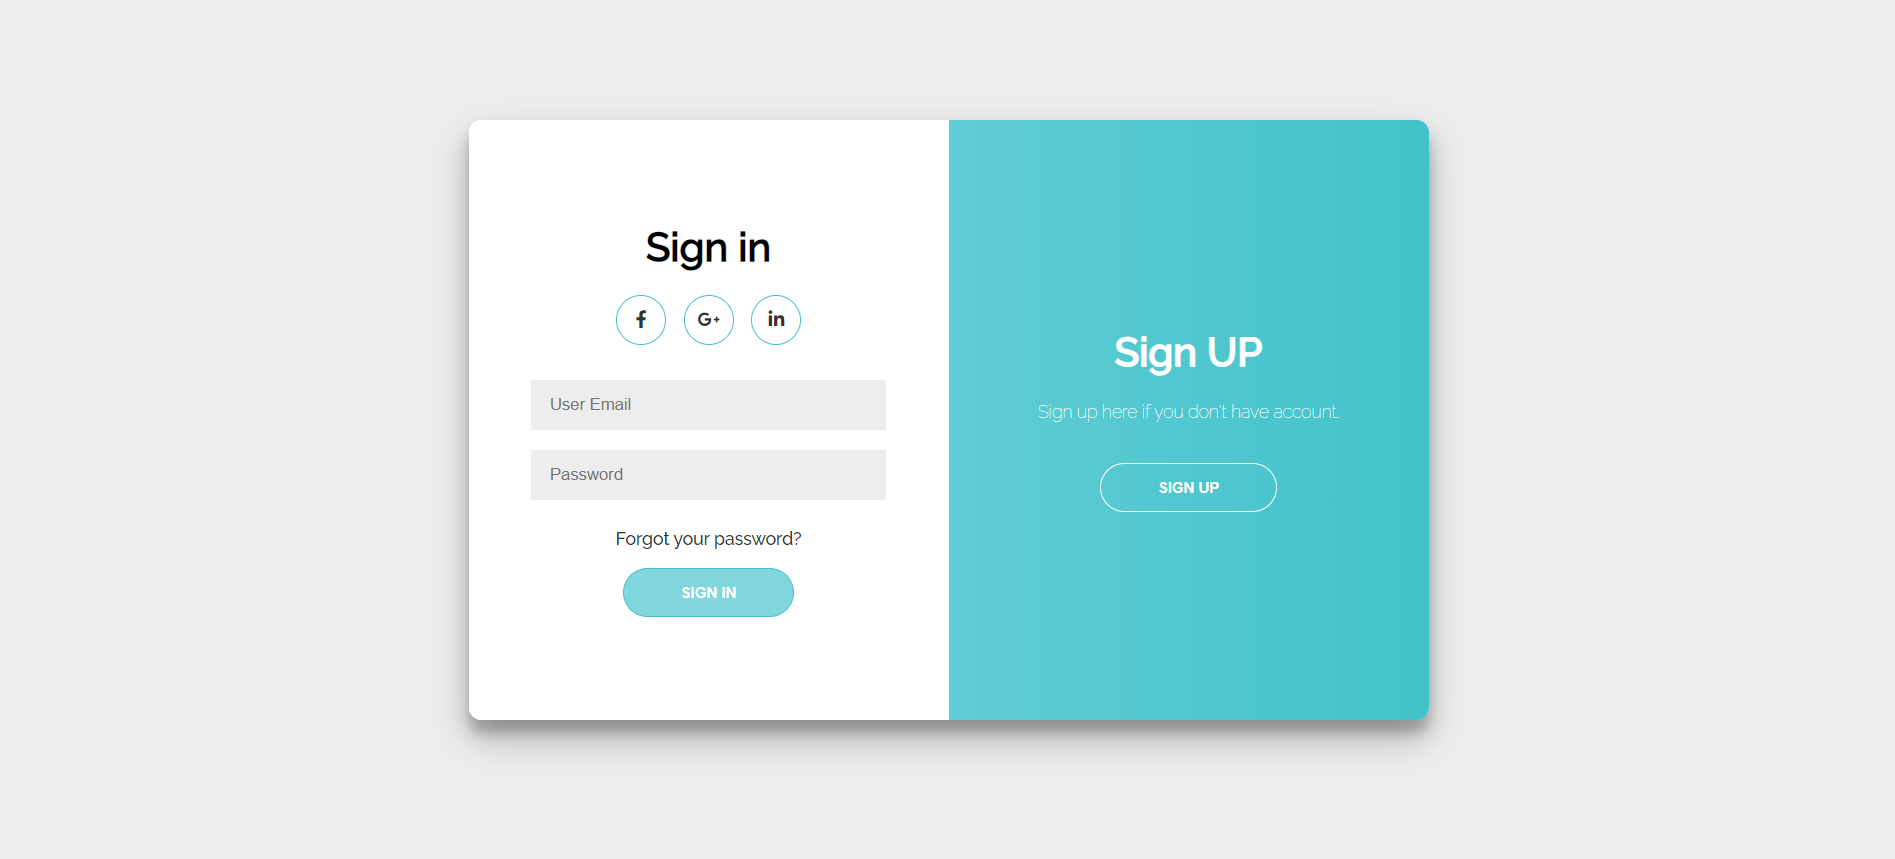 Sign in
f
G+
in
User Email
Password
Forgot your password?
SIGN IN
Sign UP
Sign up here if you don't have account.
SIGN UP